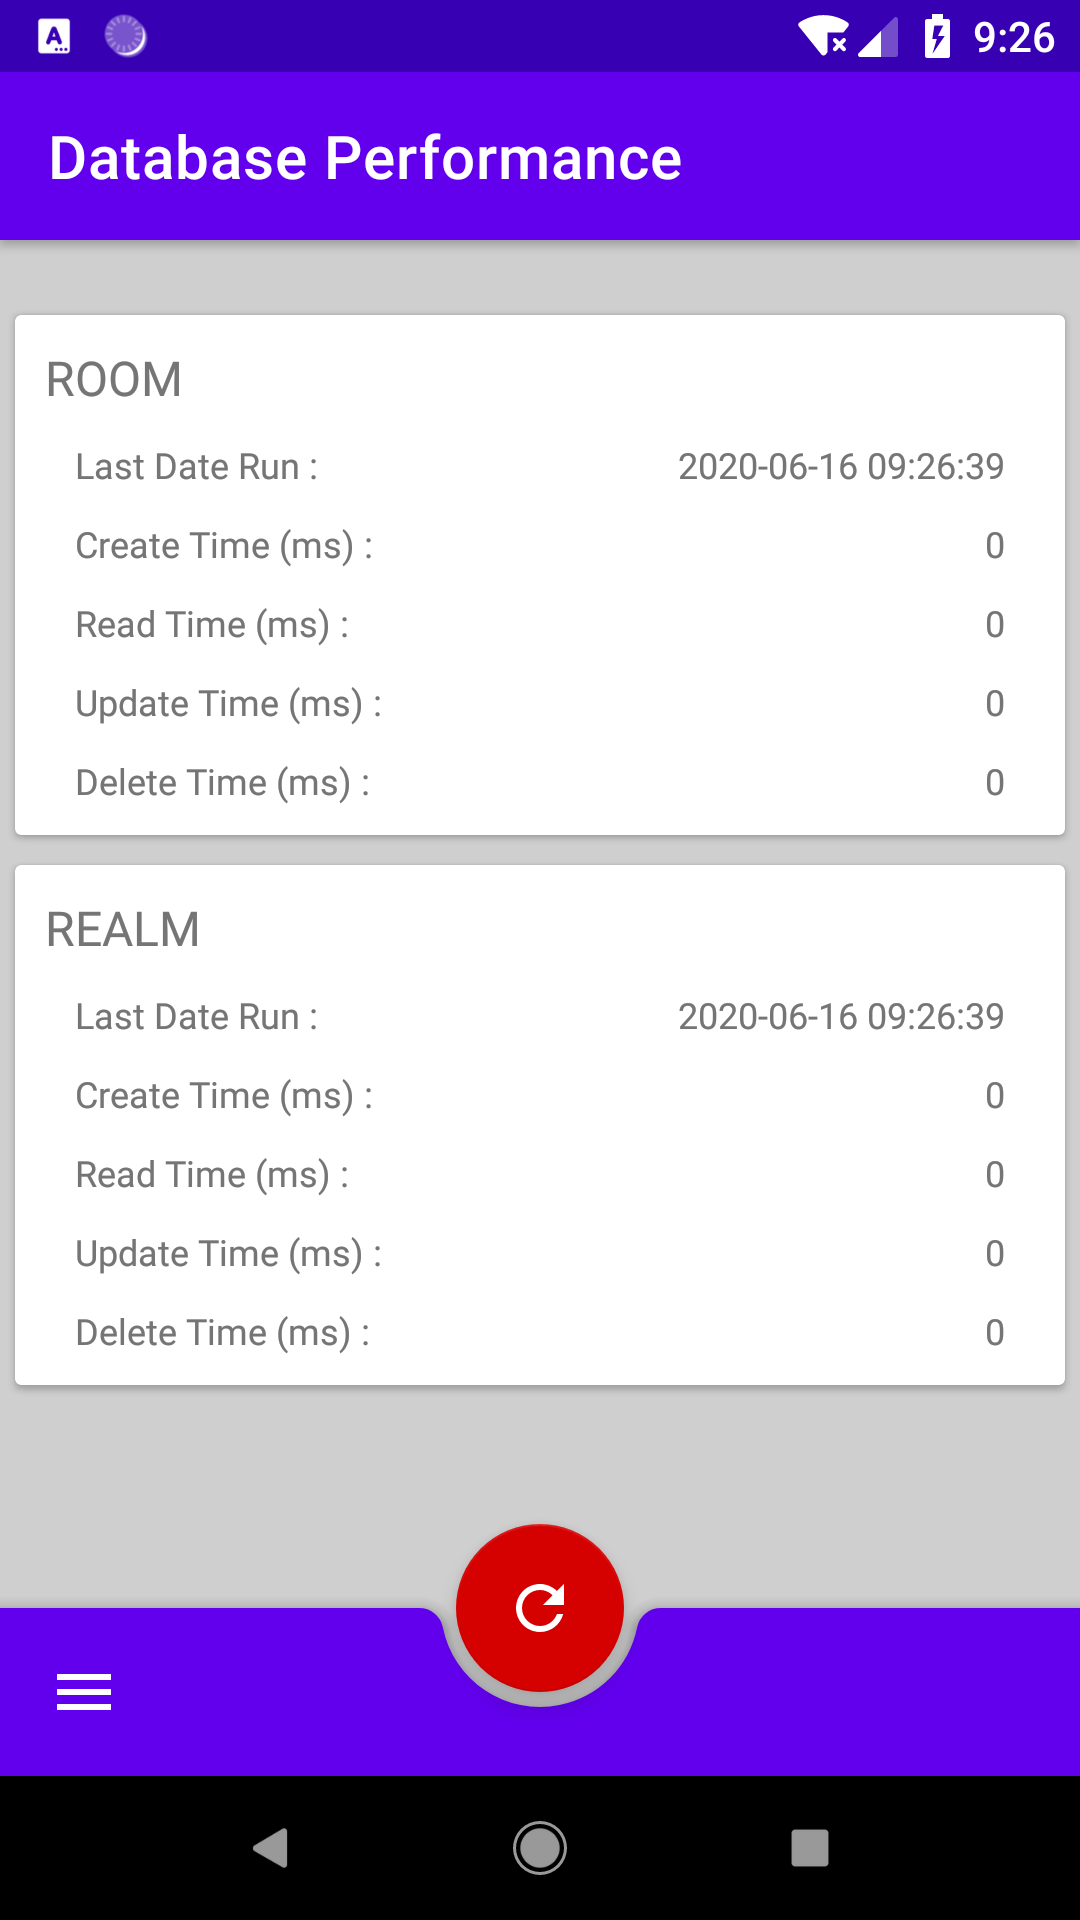 9:26
Database Performance
ROOM
Last Date Run : 2020-06-16 09:26:39
Create Time (ms) : 0
Read Time (ms) : 0
Update Time (ms) : 0
Delete Time (ms) : 0
REALM
Last Date Run : 2020-06-16 09:26:39
Create Time (ms) : 0
Read Time (ms) : 0
Update Time (ms) : 0
Delete Time (ms) : 0